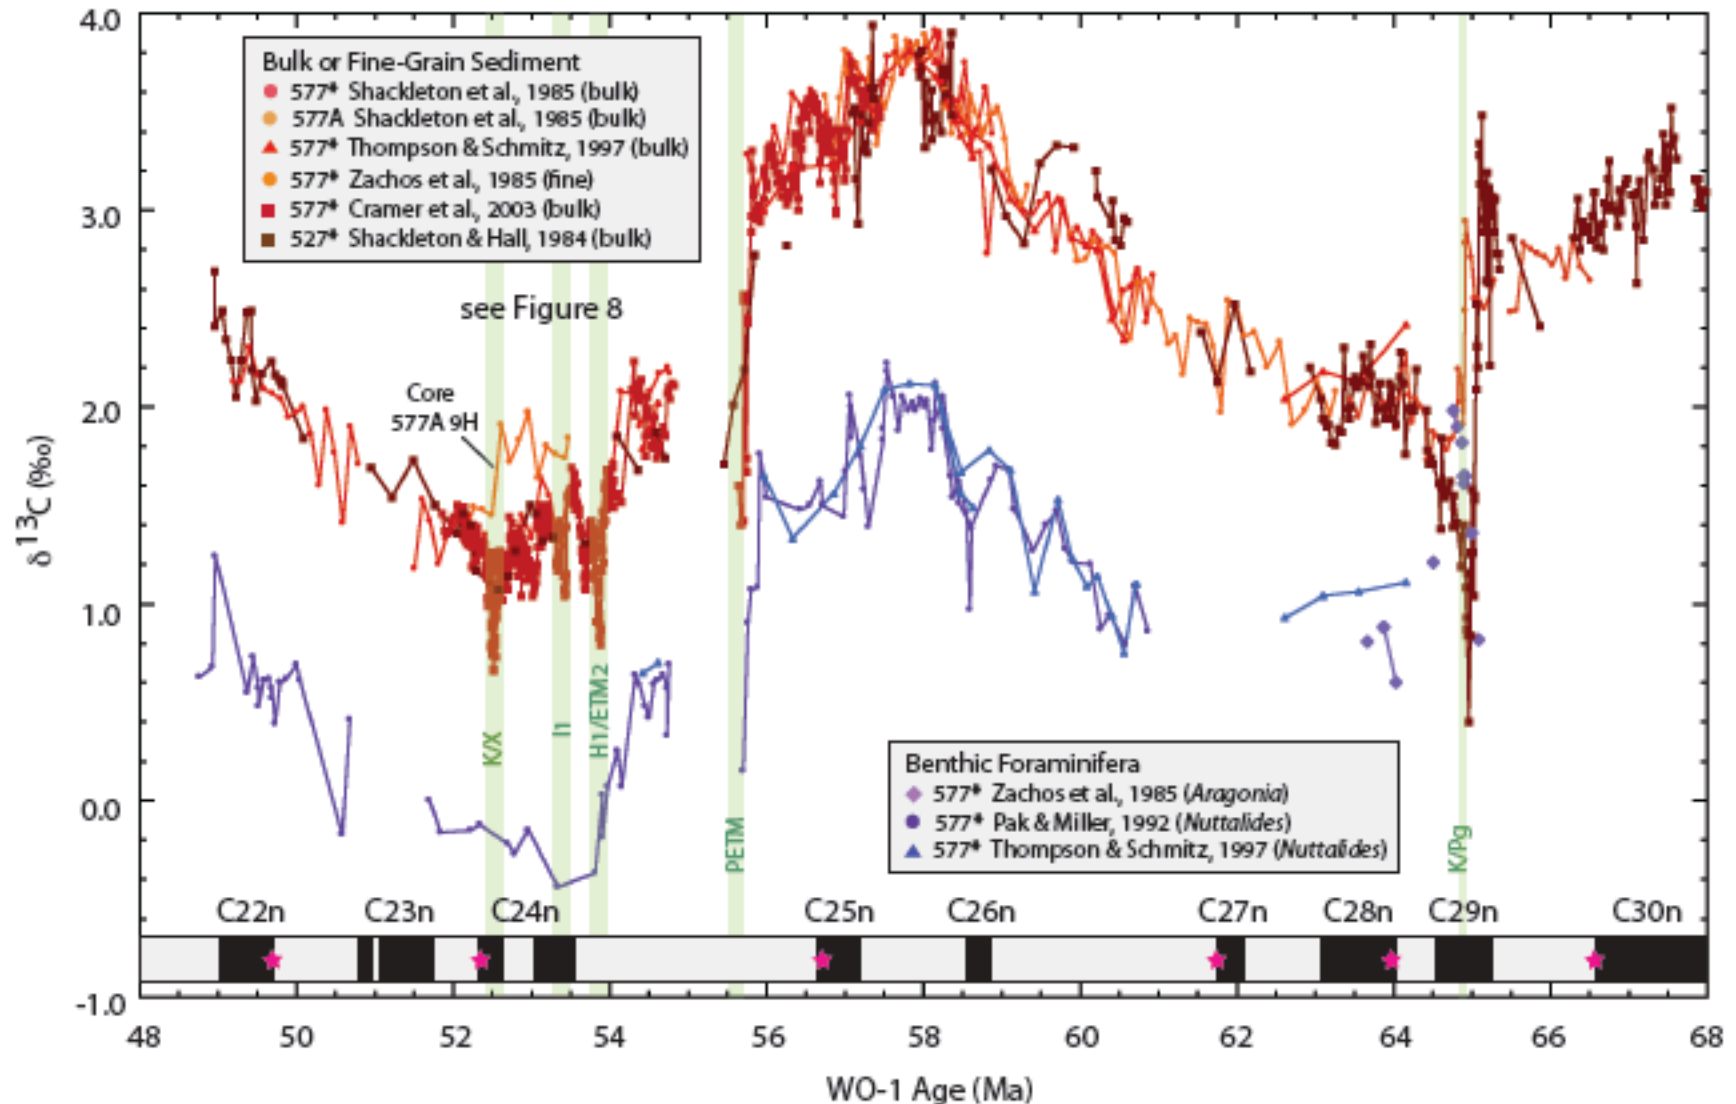 4.0
3.0
2.0
1.0
0.0
-1.0
δ13C (‰)
Bulk or Fine-Grain Sediment
577* Shackleton et al., 1985 (bulk)
577A Shackleton et al., 1985 (bulk)
577* Thompson & Schmitz, 1997 (bulk)
577* Zachos et al., 1985 (fine)
577* Cramer et al., 2003 (bulk)
527* Shackleton & Hall, 1984 (bulk)
see Figure 8
Core
577A 9H
K/X
I1
H1/ETM2
PETM
K/Pg
Benthic Foraminifera
577* Zachos et al., 1985 (Aragonia)
577* Pak & Miller, 1992 (Nuttalides)
577* Thompson & Schmitz, 1997 (Nuttalides)
C22n C23n C24n C25n C26n C27n C28n C29n C30n
48 50 52 54 56 58 60 62 64 66 68
WO-1 Age (Ma)